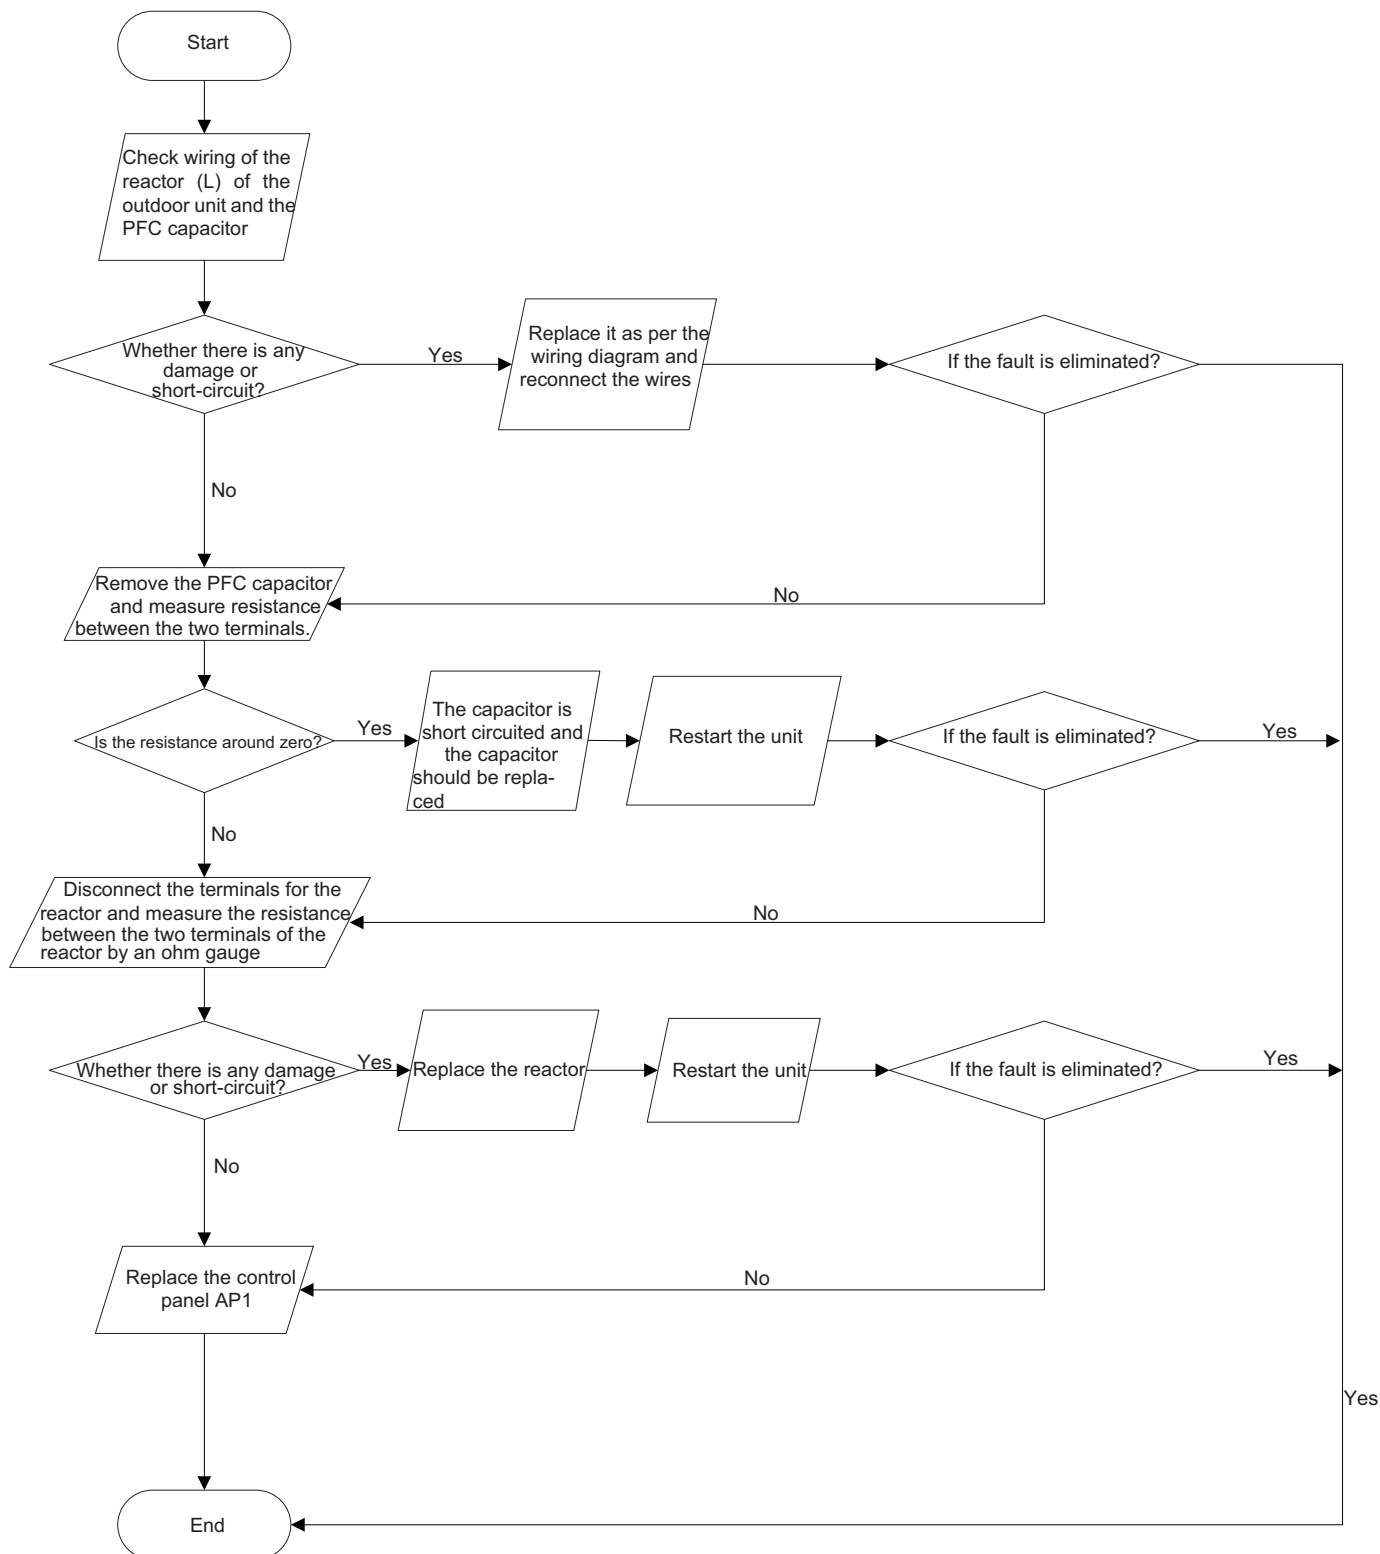 Start
Check wiring of the
reactor (L) of the
outdoor unit and the
PFC capacitor
Whether there is any
damage or
short-circuit?
Yes
Replace it as per the
wiring diagram and
reconnect the wires
If the fault is eliminated?
No
Remove the PFC capacitor
and measure resistance
between the two terminals.
No
Is the resistance around zero?
Yes
The capacitor is
short circuited and
the capacitor
should be repla-
ced
Restart the unit
If the fault is eliminated?
Yes
No
Disconnect the terminals for the
reactor and measure the resistance
between the two terminals of the
reactor by an ohm gauge
No
Whether there is any damage
or short-circuit?
Yes
Replace the reactor
Restart the unit
If the fault is eliminated?
Yes
No
Replace the control
panel AP1
No
Yes
End